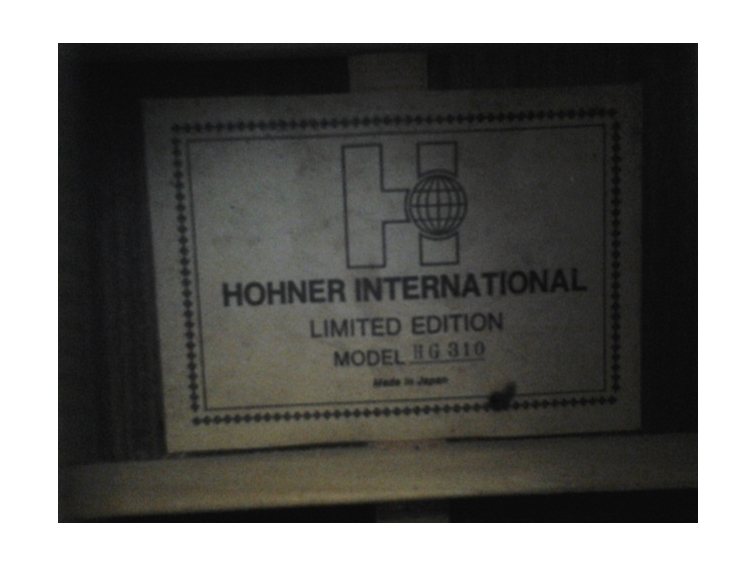 H
HOHNER INTERNATIONAL
LIMITED EDITION
MODEL HG 310
Made in Japan